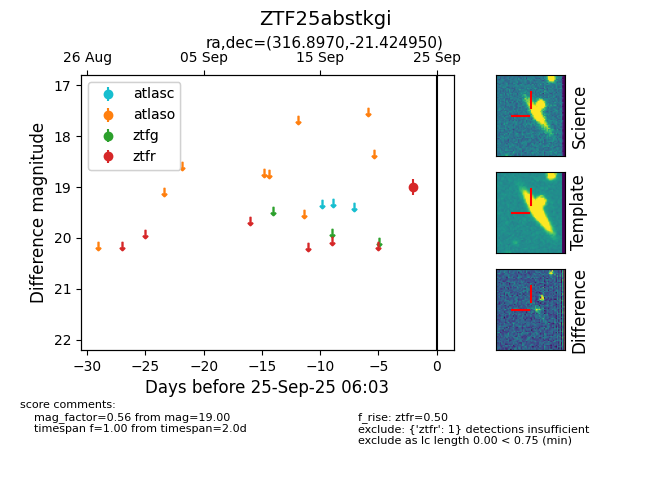 ZTF25abstkgi
ra,dec=(316.8970,-21.424950)
26 Aug 05 Sep 15 Sep 25 Sep
17
18
19
20
21
22
Difference magnitude
atlasc
atlaso
ztfg
ztfr
−30 −25 −20 −15 −10 −5 0
Days before 25-Sep-25 06:03
Science
Template
Difference
score comments:
mag_factor=0.56 from mag=19.00
timespan f=1.00 from timespan=2.0d
f_rise: ztfr=0.50
exclude: {'ztfr': 1} detections insufficient
exclude as lc length 0.00 < 0.75 (min)